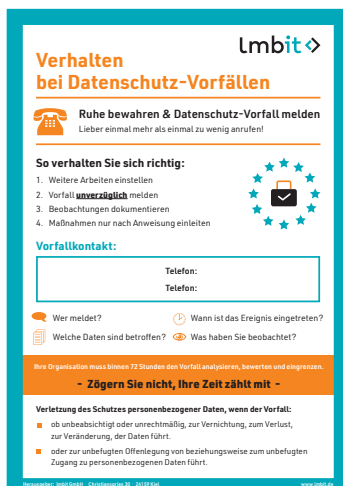 lmbit
Verhalten
bei Datenschutz-Vorfällen
Ruhe bewahren & Datenschutz-Vorfall melden
Lieber einmal mehr als einmal zu wenig anrufen!
So verhalten Sie sich richtig:
1. Weitere Arbeiten einstellen
2. Vorfall unverzüglich melden
3. Beobachtungen dokumentieren
4. Maßnahmen nur nach Anweisung einleiten
Vorfallkontakt:
Telefon:
Telefon:
Wer meldet?
Wann ist das Ereignis eingetreten?
Welche Daten sind betroffen?
Was haben Sie beobachtet?
Ihre Organisation muss binnen 72 Stunden den Vorfall analysieren, bewerten und eingrenzen.
- Zögern Sie nicht, Ihre Zeit zählt mit -
Verletzung des Schutzes personenbezogener Daten, wenn der Vorfall:
ob unbeabsichtigt oder unrechtmäßig, zur Vernichtung, zum Verlust,
zur Veränderung, der Daten führt.
oder zur unbefugten Offenlegung von beziehungsweise zum unbefugten
Zugang zu personenbezogenen Daten führt.
Herausgeber: lmbit GmbH Christianspries 30 24159 Kiel
www.lmbit.de